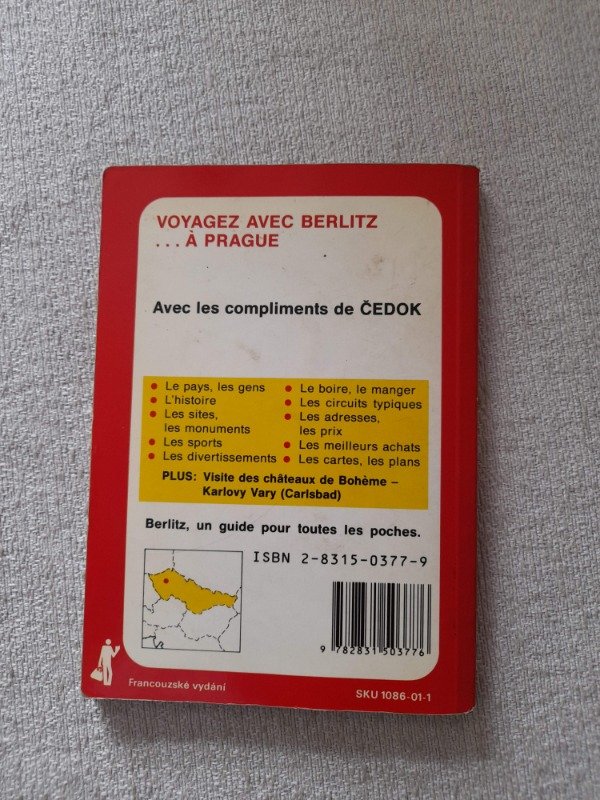 VOYAGEZ AVEC BERLITZ
...À PRAGUE
Avec les compliments de ČEDOK
● Le pays, les gens
● L'histoire
● Les sites,
les monuments
● Les sports
● Les divertissements
● Le boire, le manger
● Les circuits typiques
● Les adresses,
les prix
● Les meilleurs achats
● Les cartes, les plans
PLUS: Visite des châteaux de Bohème –
Karlovy Vary (Carlsbad)
Berlitz, un guide pour toutes les poches.
ISBN 2-8315-0377-9
9 782831 503776
Francouzské vydání
SKU 1086-01-1